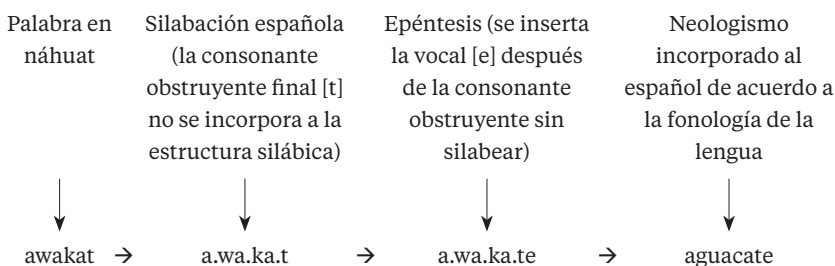 Palabra en Silabación española Epéntesis (se inserta Neologismo
náhuat (la consonante la vocal [e] después incorporado al
obstruyente final [t] de la consonante español de acuerdo a
no se incorpora a la obstruyente sin la fonología de la
estructura silábica) silabear) lengua
awakat → a.wa.ka.t → a.wa.ka.te → aguacate